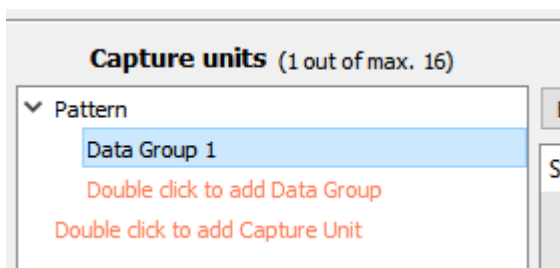 Capture units (1 out of max. 16)
Pattern
Data Group 1
Double click to add Data Group
Double click to add Capture Unit